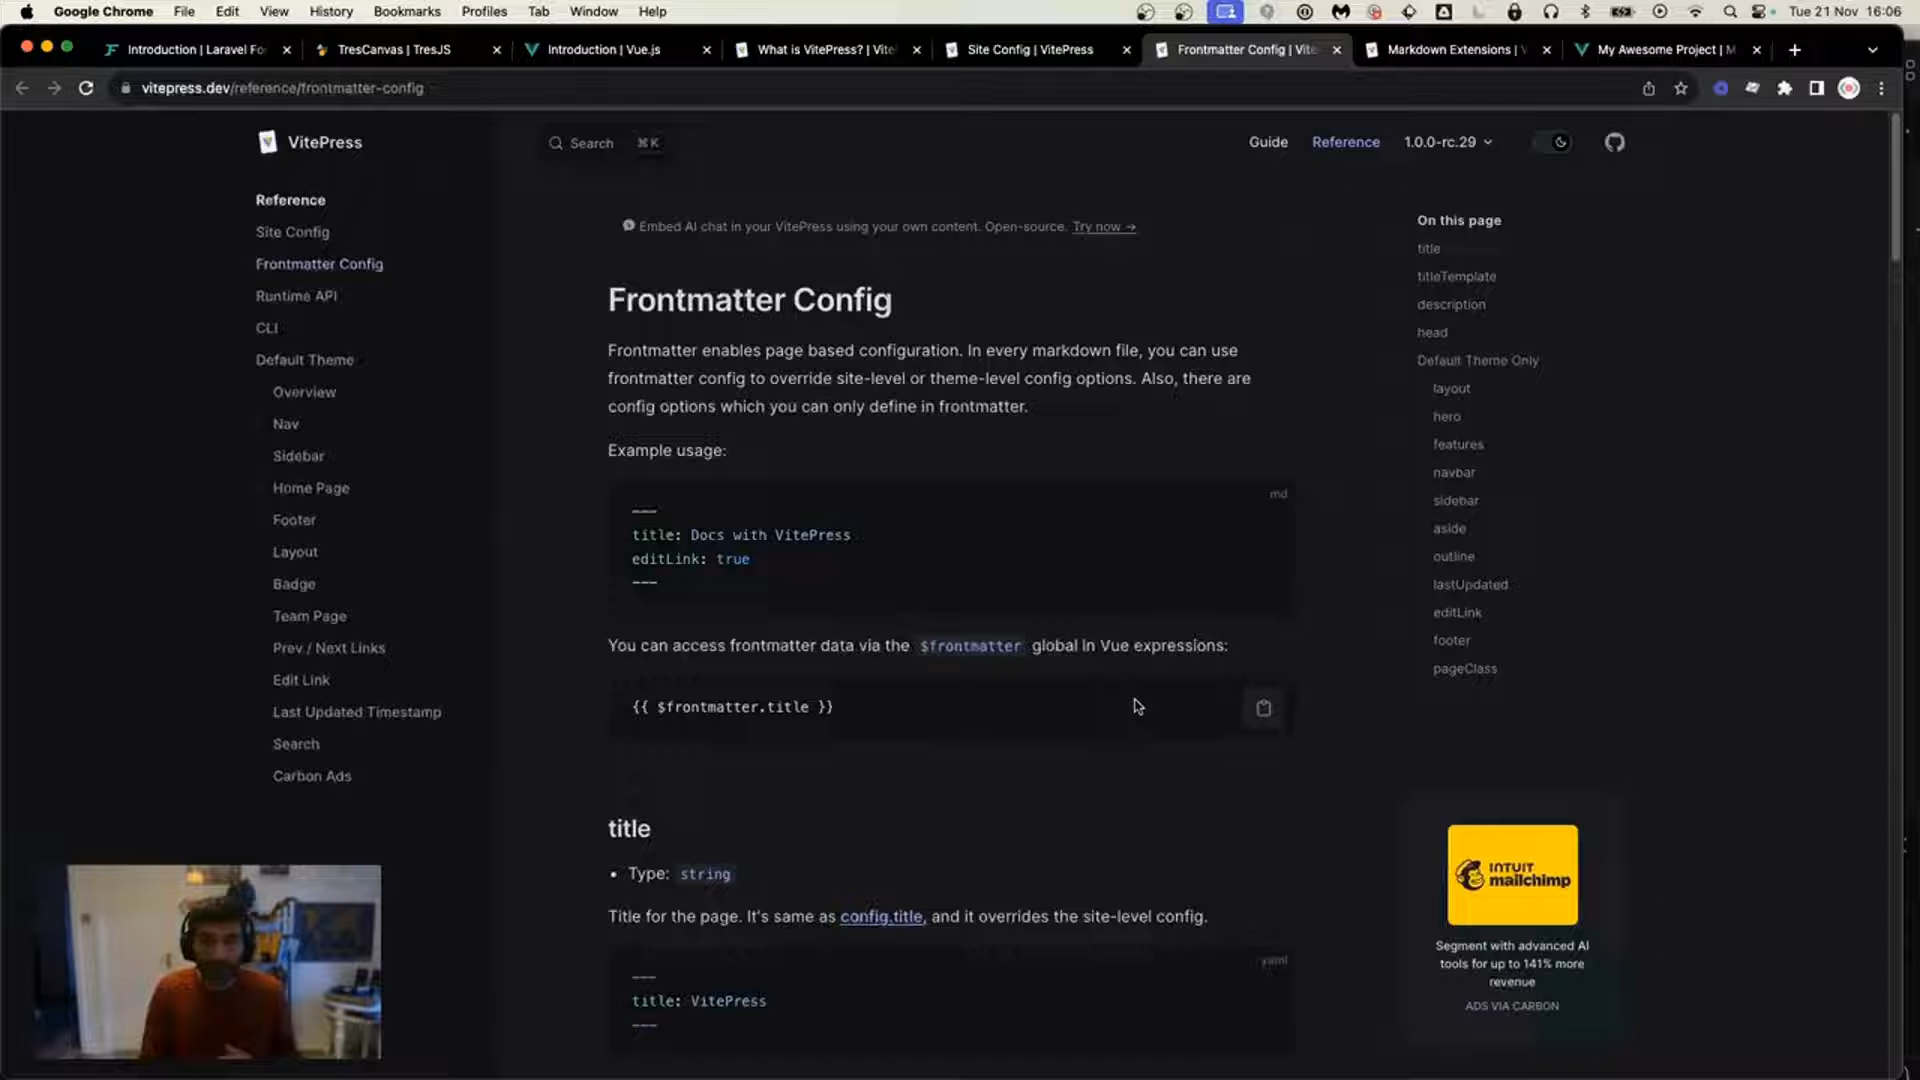 Google Chrome File Edit View History Bookmarks Profiles Tab Window Help Tue 21 Nov 16:06
Introduction | Laravel Fo
TresCanvas | TresJS
Introduction | Vue.js
What is VitePress? | Vite
Site Config | VitePress
Frontmatter Config | Vite
Markdown Extensions | V
My Awesome Project | M
vitepress.dev/reference/frontmatter-config
VitePress
Search ⌘K
Guide Reference 1.0.0-rc.29
Reference
Site Config
Frontmatter Config
Runtime API
CLI
Default Theme
Overview
Nav
Sidebar
Home Page
Footer
Layout
Badge
Team Page
Prev / Next Links
Edit Link
Last Updated Timestamp
Search
Carbon Ads
Embed AI chat in your VitePress using your own content. Open-source. Try now →
Frontmatter Config
Frontmatter enables page based configuration. In every markdown file, you can use
frontmatter config to override site-level or theme-level config options. Also, there are
config options which you can only define in frontmatter.
Example usage:
md
---
title: Docs with VitePress
editLink: true
---
You can access frontmatter data via the $frontmatter global in Vue expressions:
{{ $frontmatter.title }}
title
• Type: string
Title for the page. It's same as config.title, and it overrides the site-level config.
yaml
---
title: VitePress
---
On this page
title
titleTemplate
description
head
Default Theme Only
layout
hero
features
navbar
sidebar
aside
outline
lastUpdated
editLink
footer
pageClass
INTUIT
mailchimp
Segment with advanced AI
tools for up to 141% more
revenue
ADS VIA CARBON